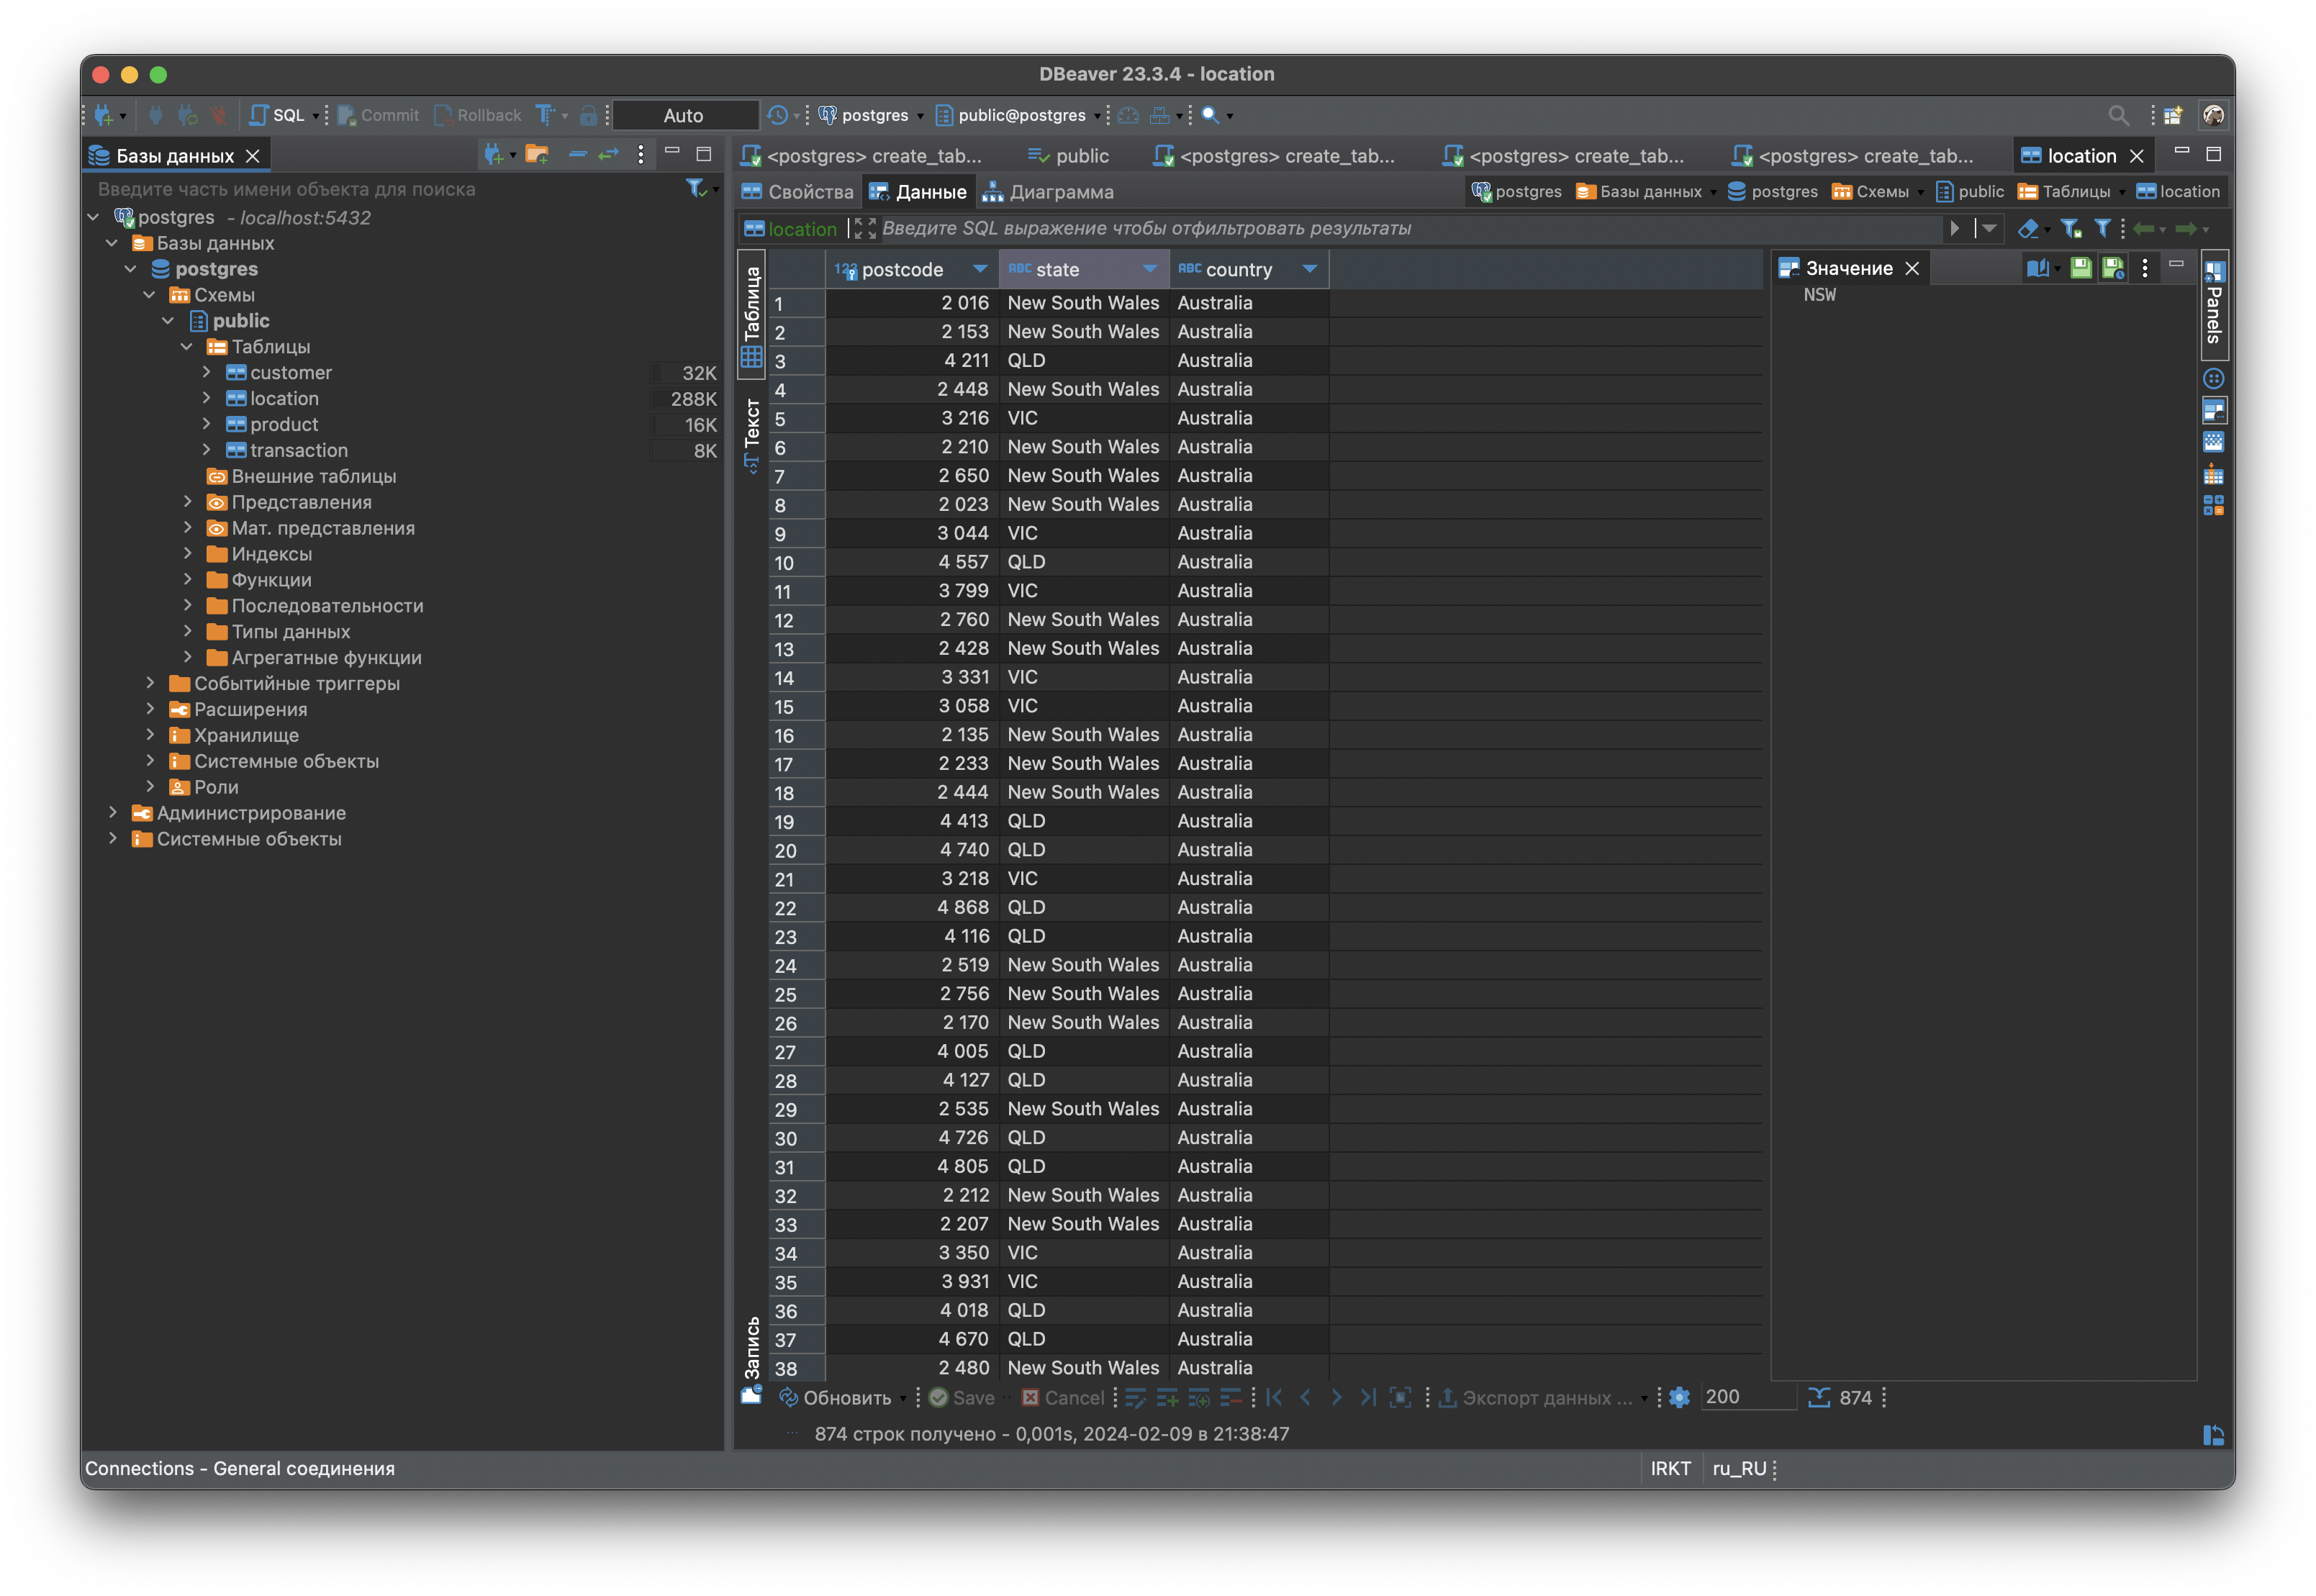 DBeaver 23.3.4 - location
SQL Commit Rollback Auto postgres public@postgres
Базы данных
Введите часть имени объекта для поиска
postgres - localhost:5432
Базы данных
postgres
Схемы
public
Таблицы
customer 32K
location 288K
product 16K
transaction 8K
Внешние таблицы
Представления
Мат. представления
Индексы
Функции
Последовательности
Типы данных
Агрегатные функции
Событийные триггеры
Расширения
Хранилище
Системные объекты
Роли
Администрирование
Системные объекты
<postgres> create_tab... public <postgres> create_tab... <postgres> create_tab... <postgres> create_tab... location
Свойства Данные Диаграмма postgres Базы данных postgres Схемы public Таблицы location
location Введите SQL выражение чтобы отфильтровать результаты
Таблица
Текст
Запись
123 postcode ABC state ABC country
1 2 016 New South Wales Australia
2 2 153 New South Wales Australia
3 4 211 QLD Australia
4 2 448 New South Wales Australia
5 3 216 VIC Australia
6 2 210 New South Wales Australia
7 2 650 New South Wales Australia
8 2 023 New South Wales Australia
9 3 044 VIC Australia
10 4 557 QLD Australia
11 3 799 VIC Australia
12 2 760 New South Wales Australia
13 2 428 New South Wales Australia
14 3 331 VIC Australia
15 3 058 VIC Australia
16 2 135 New South Wales Australia
17 2 233 New South Wales Australia
18 2 444 New South Wales Australia
19 4 413 QLD Australia
20 4 740 QLD Australia
21 3 218 VIC Australia
22 4 868 QLD Australia
23 4 116 QLD Australia
24 2 519 New South Wales Australia
25 2 756 New South Wales Australia
26 2 170 New South Wales Australia
27 4 005 QLD Australia
28 4 127 QLD Australia
29 2 535 New South Wales Australia
30 4 726 QLD Australia
31 4 805 QLD Australia
32 2 212 New South Wales Australia
33 2 207 New South Wales Australia
34 3 350 VIC Australia
35 3 931 VIC Australia
36 4 018 QLD Australia
37 4 670 QLD Australia
38 2 480 New South Wales Australia
Значение
NSW
Panels
Обновить Save Cancel Экспорт данных ... 200 874
874 строк получено - 0,001s, 2024-02-09 в 21:38:47
Connections - General соединения IRKT ru_RU